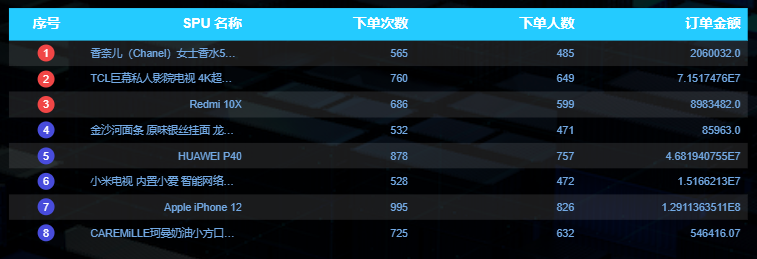 序号 SPU 名称 下单次数 下单人数 订单金额
1 香奈儿（Chanel）女士香水5... 565 485 2060032.0
2 TCL巨幕私人影院电视 4K超... 760 649 7.1517476E7
3 Redmi 10X 686 599 8983482.0
4 金沙河面条 原味银丝挂面 龙... 532 471 85963.0
5 HUAWEI P40 878 757 4.681940755E7
6 小米电视 内置小爱 智能网络... 528 472 1.5166213E7
7 Apple iPhone 12 995 826 1.2911363511E8
8 CAREMiLLE珂曼奶油小方口... 725 632 546416.07